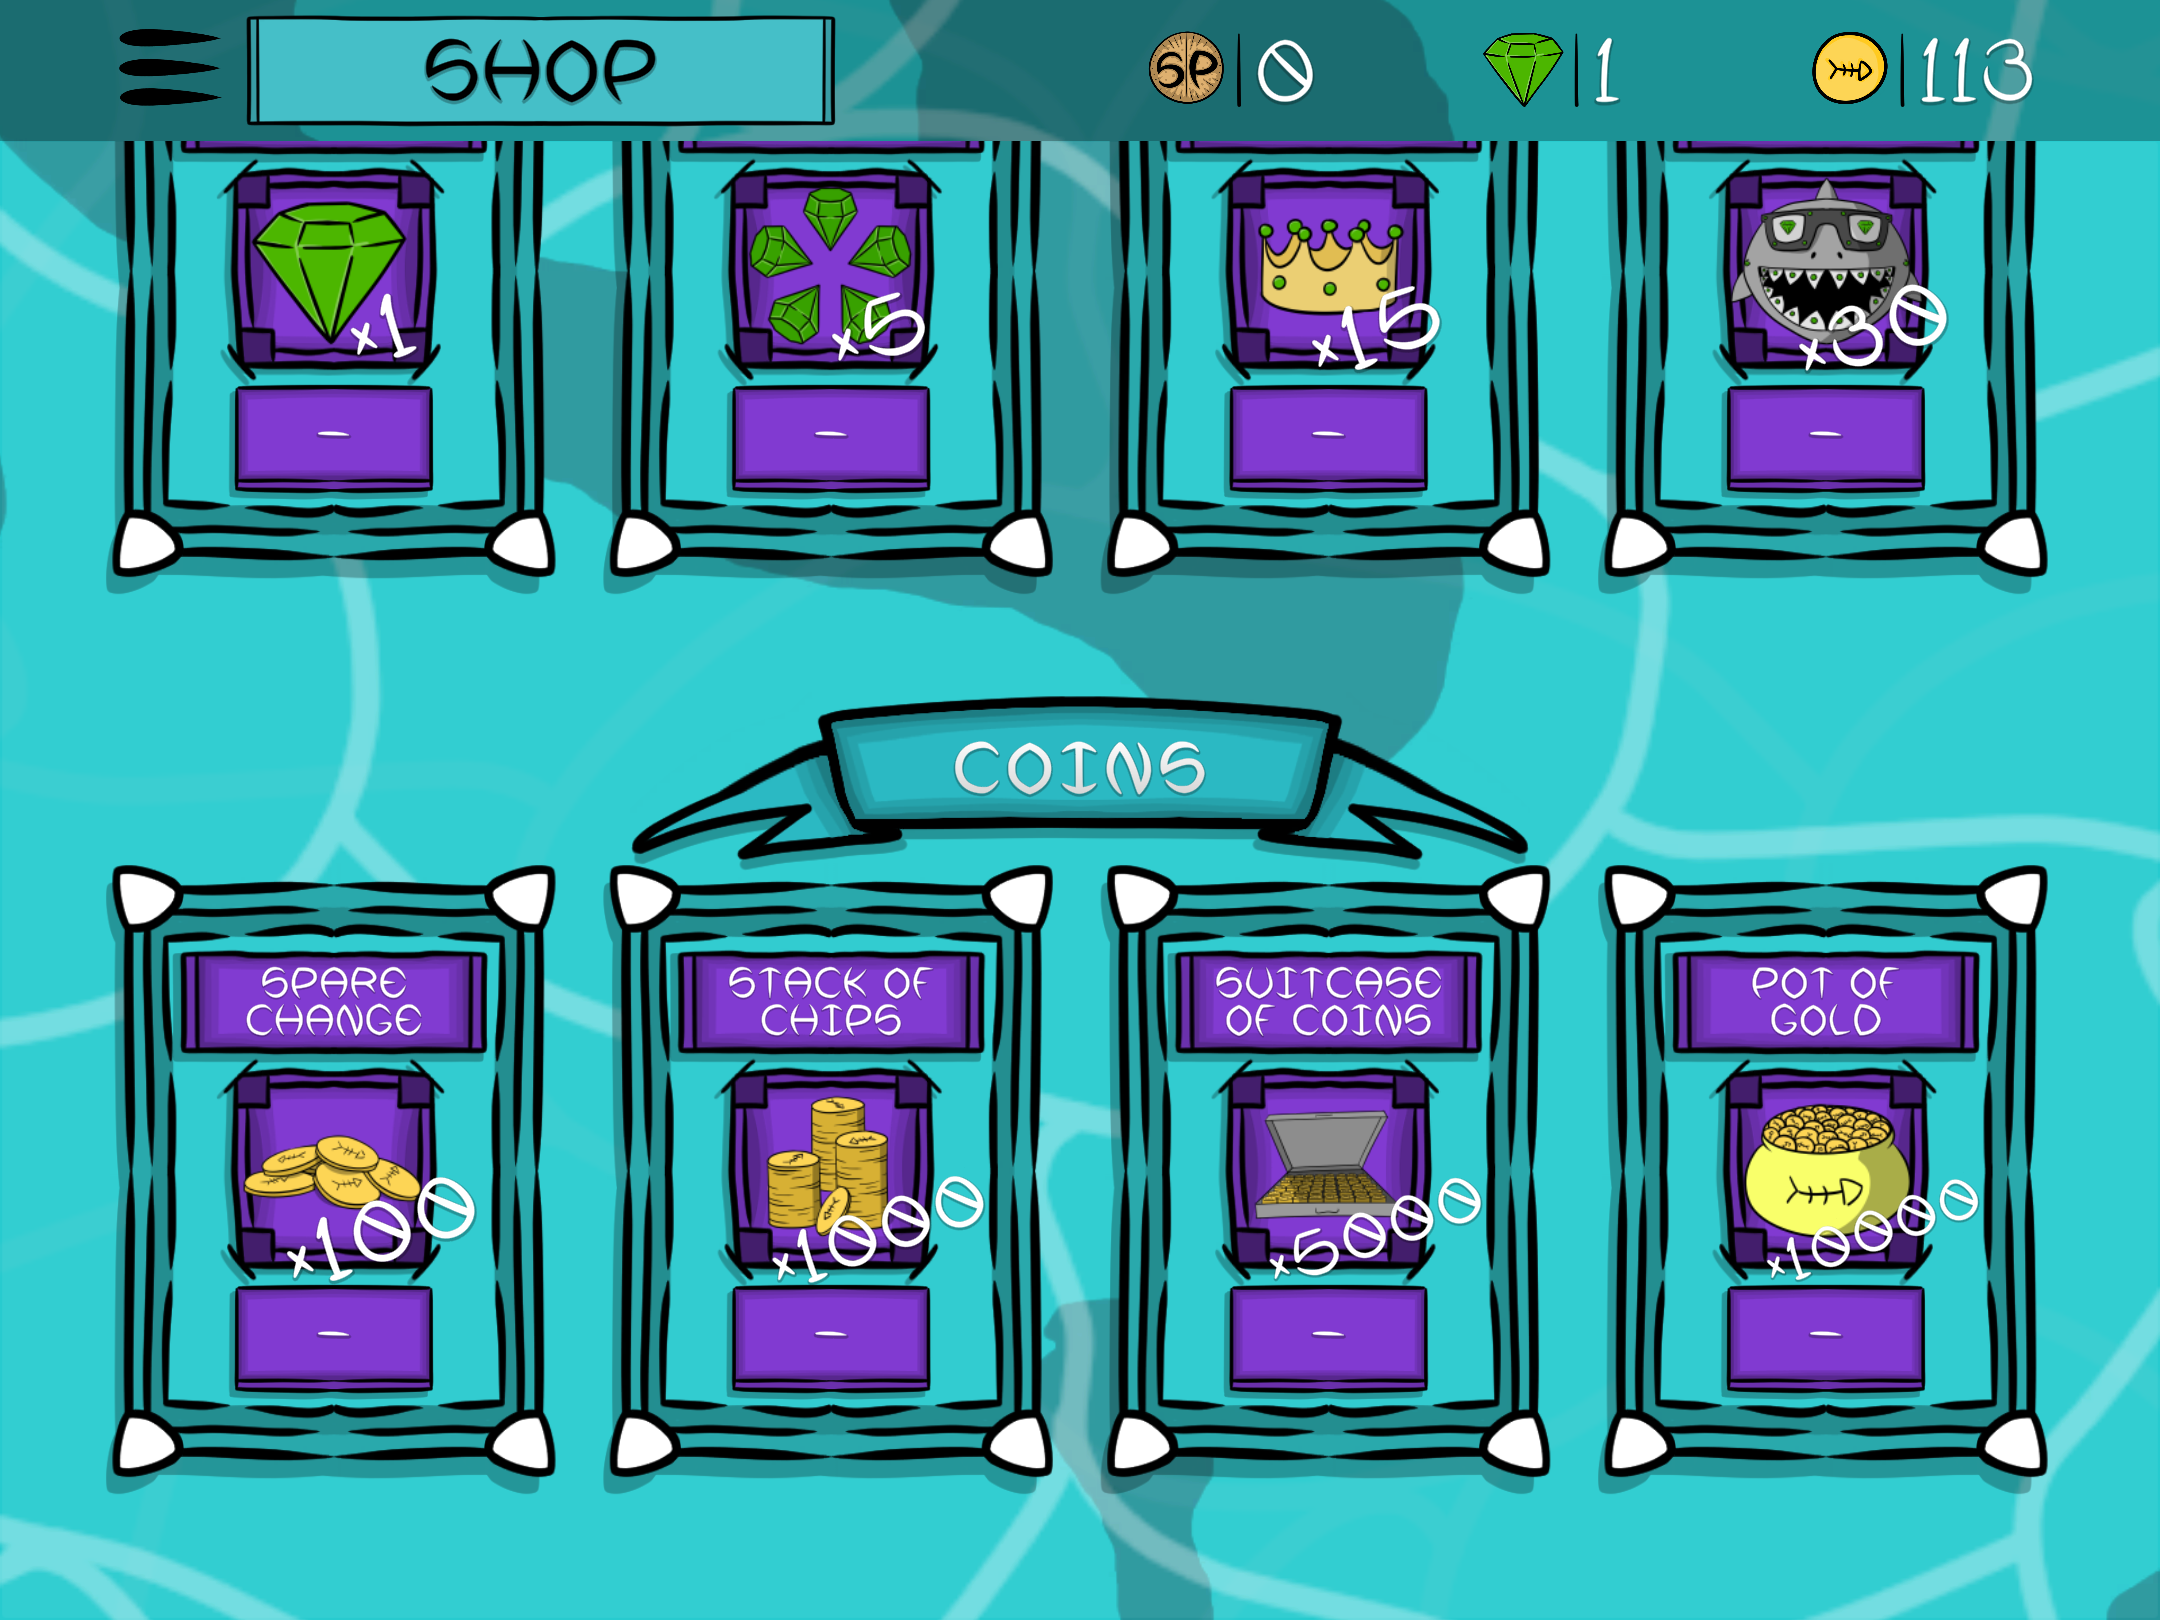 SHOP
SP
0
1
113
x1
x5
x15
x30
-
-
-
-
COINS
SPARE
CHANGE
STACK OF
CHIPS
SUITCASE
OF COINS
POT OF
GOLD
x100
x1000
x5000
x10000
-
-
-
-